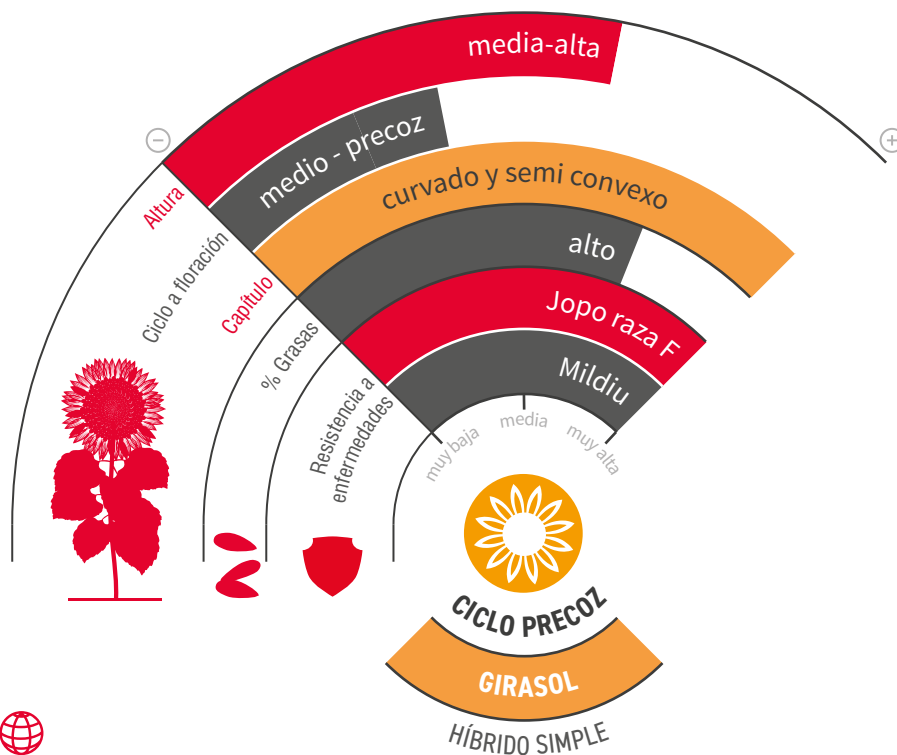 media-alta
−
+
medio - precoz
curvado y semi convexo
alto
Jopo raza F
Mildiu
Altura
Ciclo a floración
Capítulo
% Grasas
Resistencia a
enfermedades
muy baja
media
muy alta
CICLO PRECOZ
GIRASOL
HÍBRIDO SIMPLE